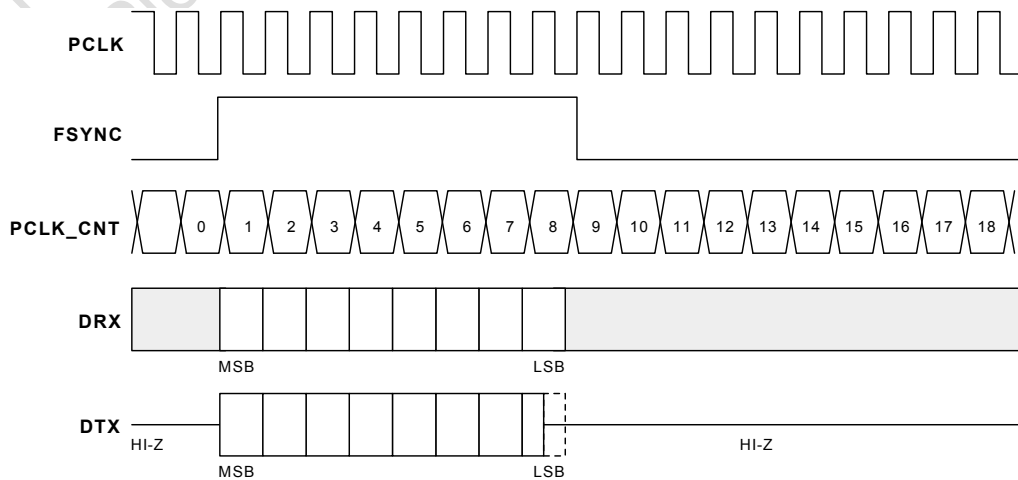 PCLK
FSYNC
PCLK_CNT 0 1 2 3 4 5 6 7 8 9 10 11 12 13 14 15 16 17 18
DRX
MSB LSB
DTX
HI-Z HI-Z
MSB LSB